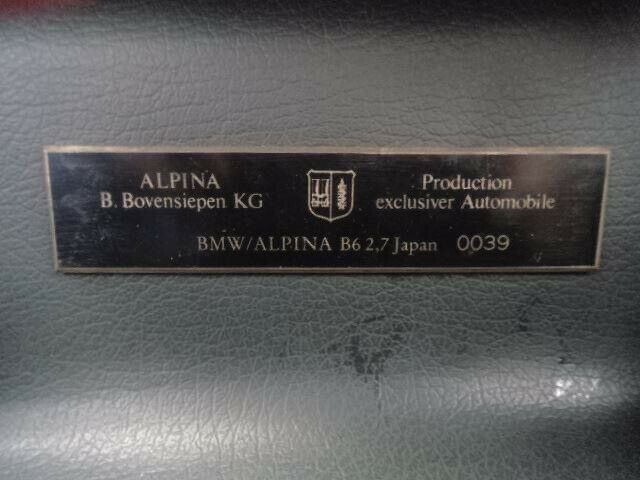 ALPINA
B. Bovensiepen KG
Production
exclusiver Automobile
BMW/ALPINA B6 2,7 Japan 0039